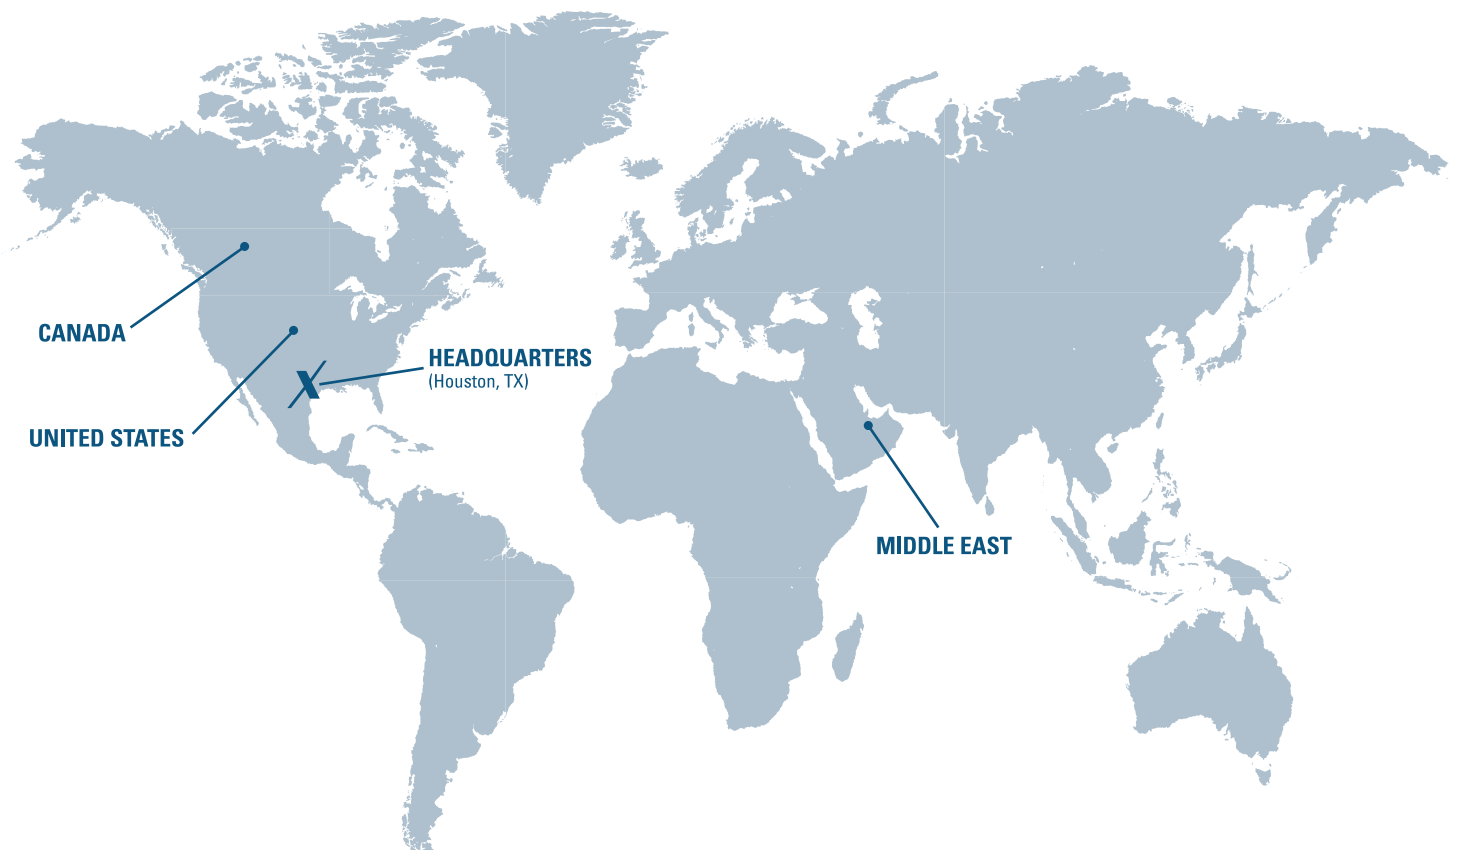 CANADA
HEADQUARTERS
(Houston, TX)
UNITED STATES
MIDDLE EAST